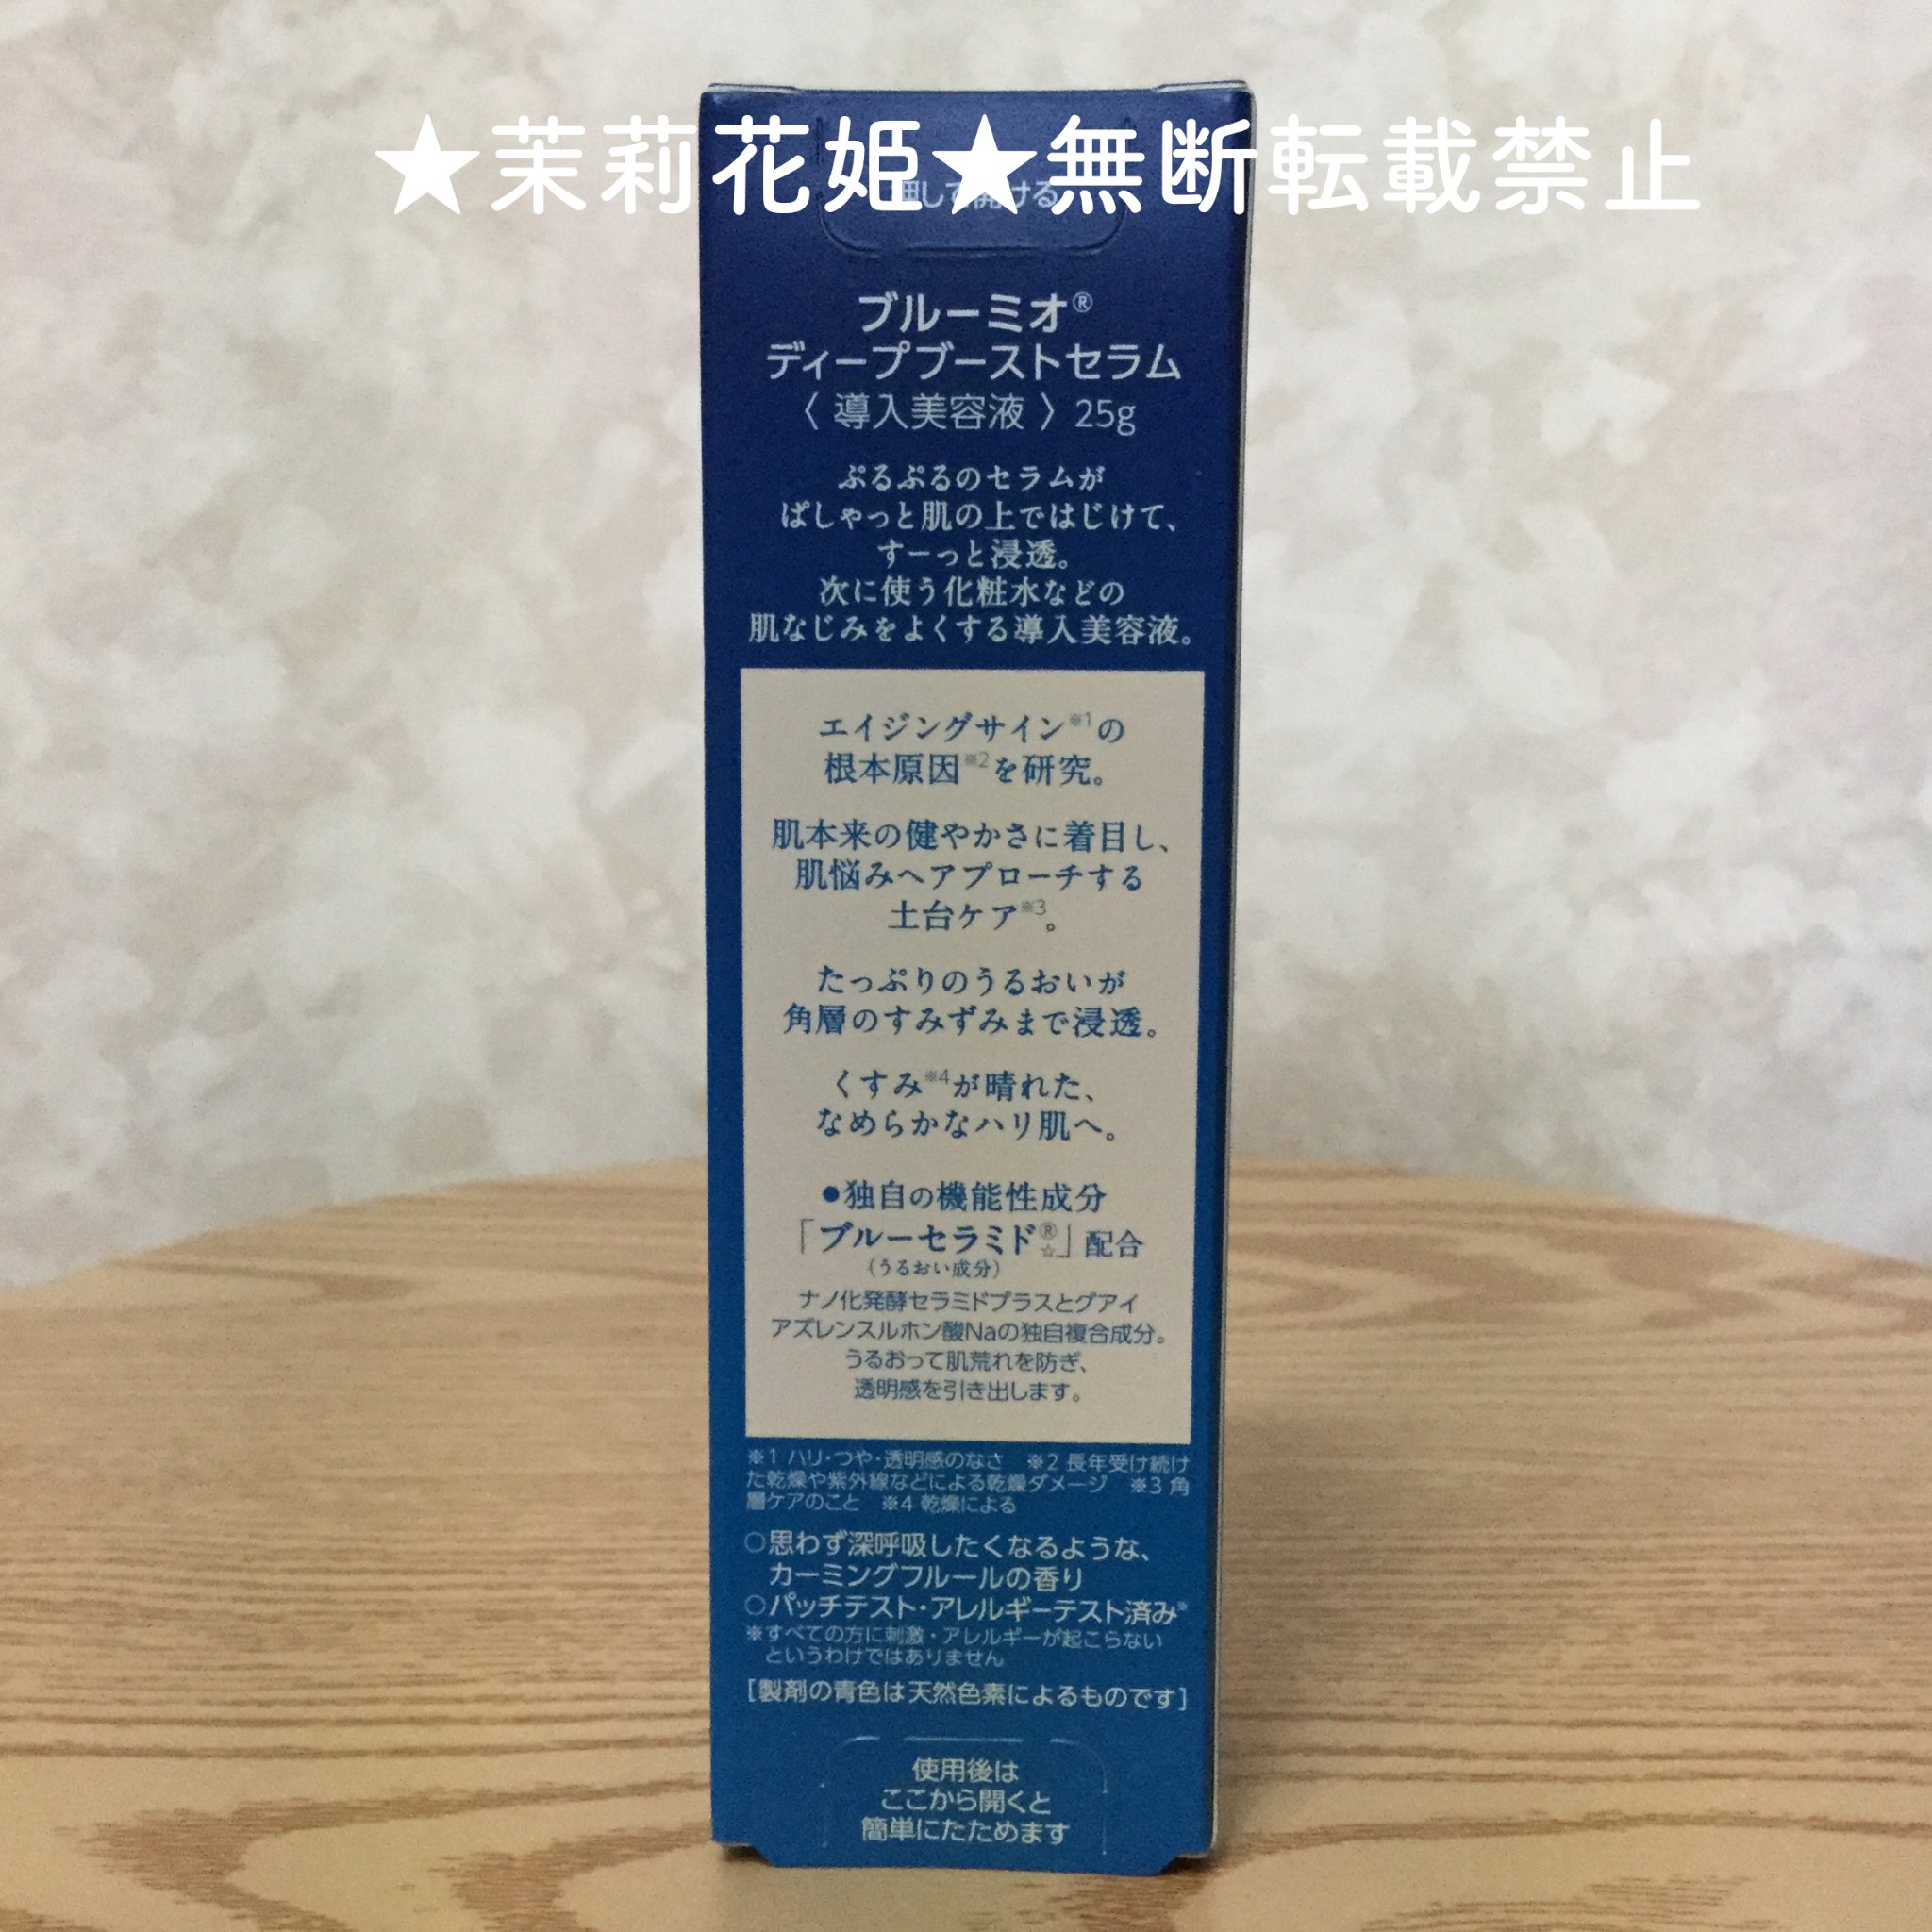 ★茉莉花姫★無断転載禁止
押して開ける
ブルーミオ®
ディープブーストセラム
〈 導入美容液 〉25g
ぷるぷるのセラムが
ぱしゃっと肌の上ではじけて、
すーっと浸透。
次に使う化粧水などの
肌なじみをよくする導入美容液。
エイジングサイン※1の
根本原因※2を研究。
肌本来の健やかさに着目し、
肌悩みへアプローチする
土台ケア※3。
たっぷりのうるおいが
角層のすみずみまで浸透。
くすみ※4が晴れた、
なめらかなハリ肌へ。
●独自の機能性成分
「ブルーセラミド®☆」配合
（うるおい成分）
ナノ化発酵セラミドプラスとグアイ
アズレンスルホン酸Naの独自複合成分。
うるおって肌荒れを防ぎ、
透明感を引き出します。
※1 ハリ・つや・透明感のなさ　※2 長年受け続け
た乾燥や紫外線などによる乾燥ダメージ　※3 角
層ケアのこと　※4 乾燥による
○思わず深呼吸したくなるような、
カーミングフルールの香り
○パッチテスト・アレルギーテスト済み※
※すべての方に刺激・アレルギーが起こらない
というわけではありません
[製剤の青色は天然色素によるものです]
使用後は
ここから開くと
簡単にたためます